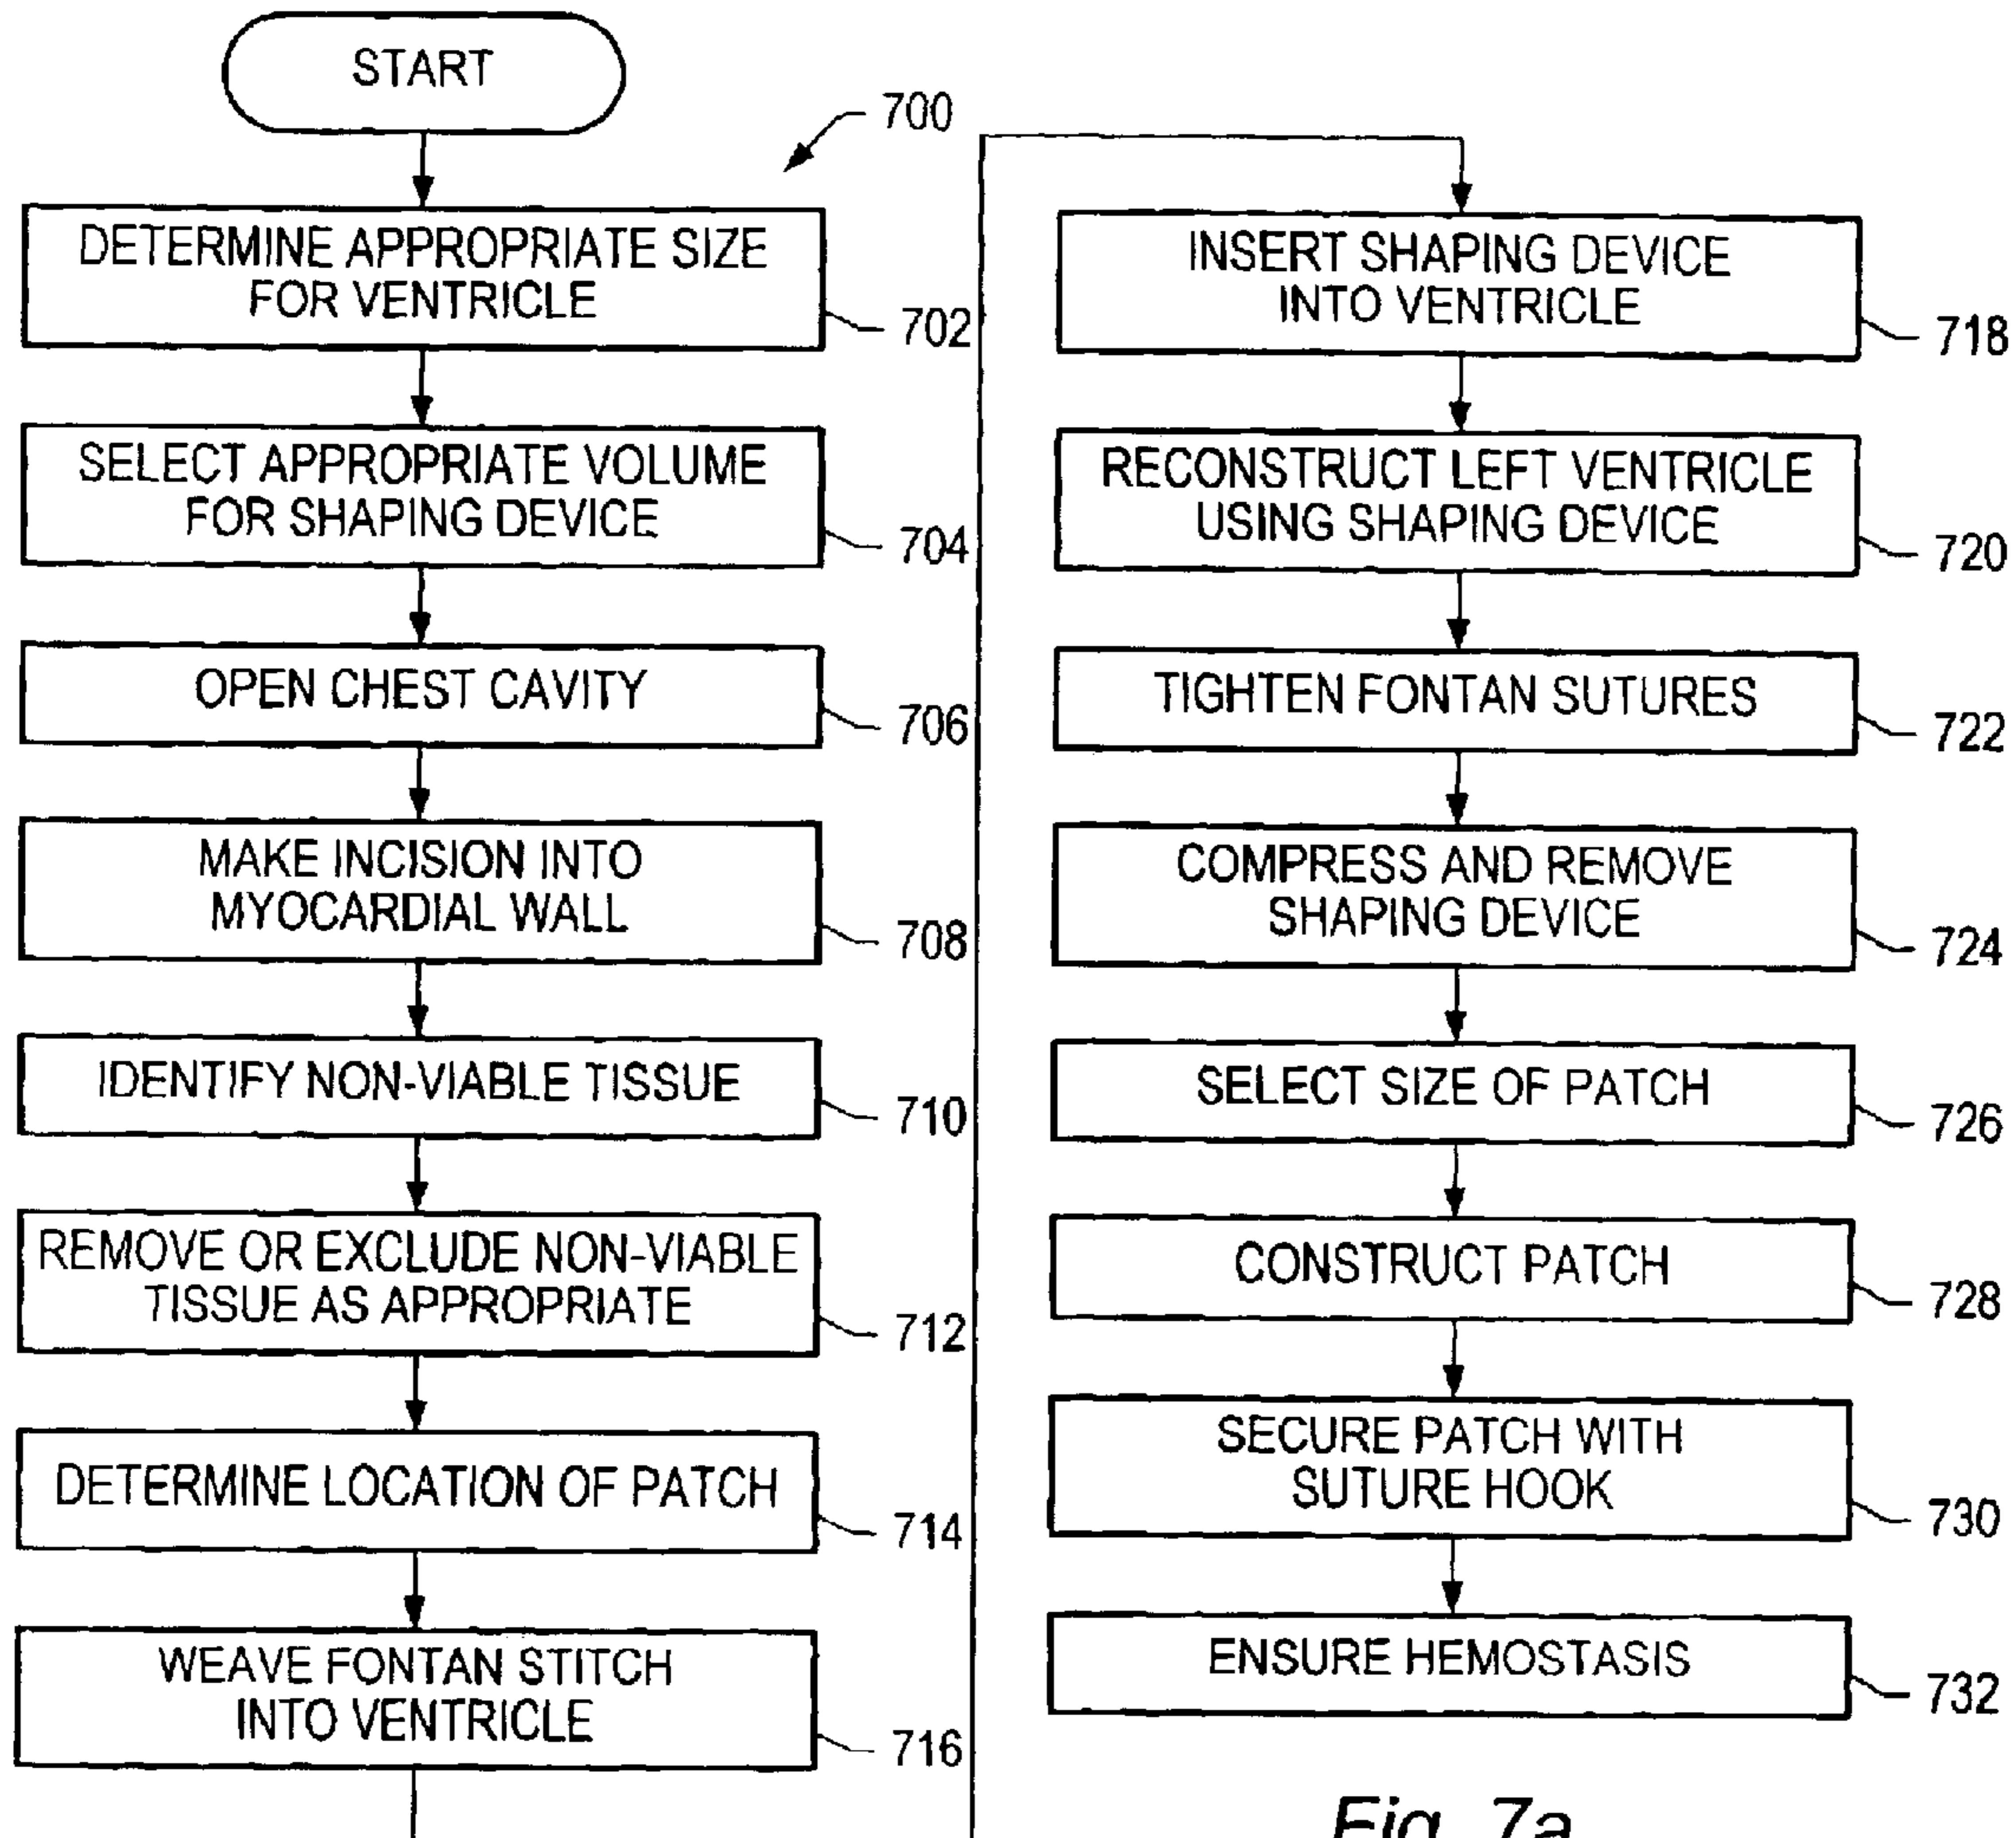 START
700
DETERMINE APPROPRIATE SIZE
FOR VENTRICLE
702
SELECT APPROPRIATE VOLUME
FOR SHAPING DEVICE
704
OPEN CHEST CAVITY
706
MAKE INCISION INTO
MYOCARDIAL WALL
708
IDENTIFY NON-VIABLE TISSUE
710
REMOVE OR EXCLUDE NON-VIABLE
TISSUE AS APPROPRIATE
712
DETERMINE LOCATION OF PATCH
714
WEAVE FONTAN STITCH
INTO VENTRICLE
716
INSERT SHAPING DEVICE
INTO VENTRICLE
718
RECONSTRUCT LEFT VENTRICLE
USING SHAPING DEVICE
720
TIGHTEN FONTAN SUTURES
722
COMPRESS AND REMOVE
SHAPING DEVICE
724
SELECT SIZE OF PATCH
726
CONSTRUCT PATCH
728
SECURE PATCH WITH
SUTURE HOOK
730
ENSURE HEMOSTASIS
732
Fig. 7a